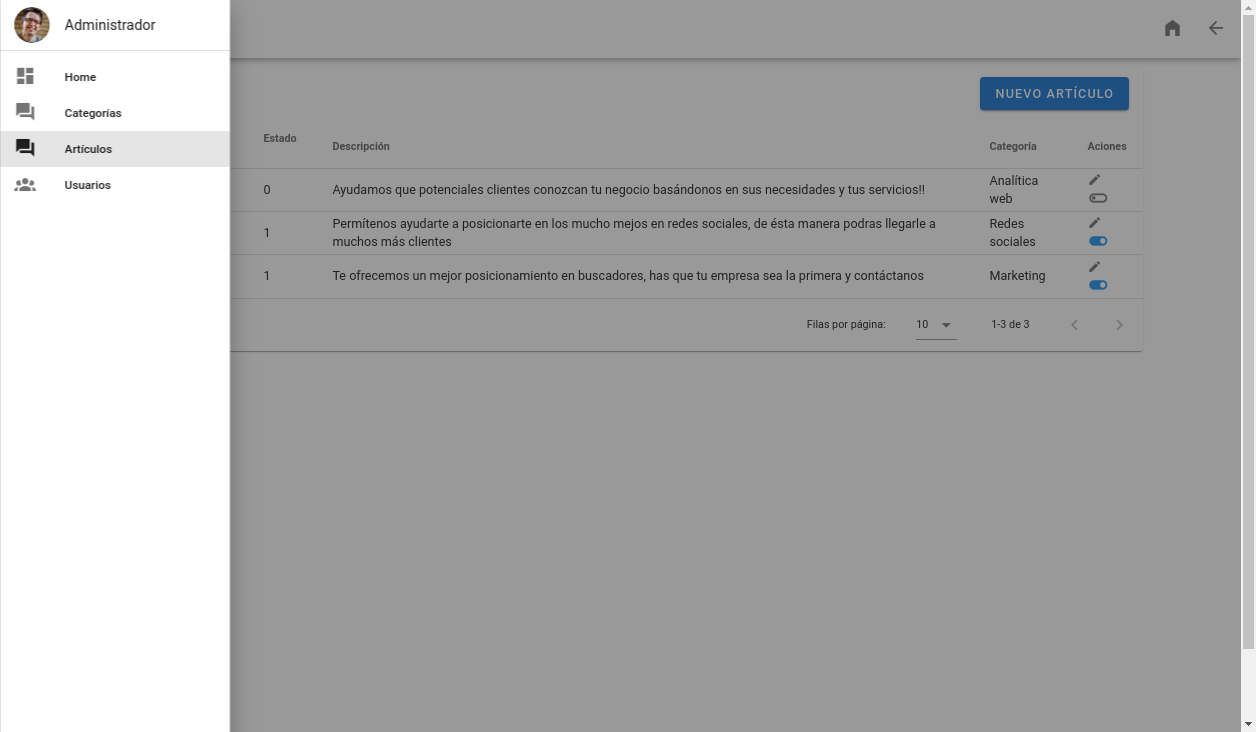 Administrador
Home
Categorías
Artículos
Usuarios
NUEVO ARTÍCULO
Estado
Descripción
Categoría
Aciones
0
Ayudamos que potenciales clientes conozcan tu negocio basándonos en sus necesidades y tus servicios!!
Analítica
web
1
Permítenos ayudarte a posicionarte en los mucho mejos en redes sociales, de ésta manera podras llegarle a
muchos más clientes
Redes
sociales
1
Te ofrecemos un mejor posicionamiento en buscadores, has que tu empresa sea la primera y contáctanos
Marketing
Filas por página:
10
1-3 de 3